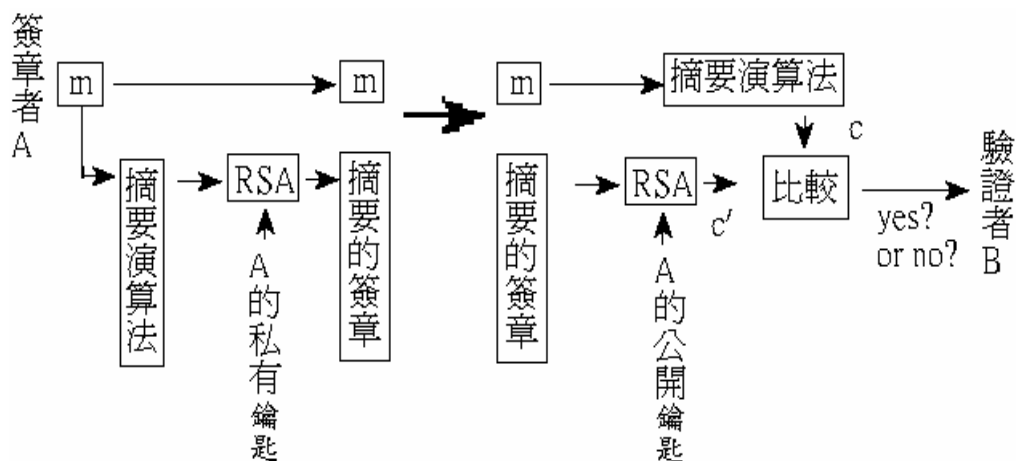 簽章者A
m
m
摘要演算法
RSA
摘要的簽章
A的私有鑰匙
m
摘要演算法
c
摘要的簽章
RSA
c'
比較
yes?
or no?
驗證者B
A的公開鑰匙